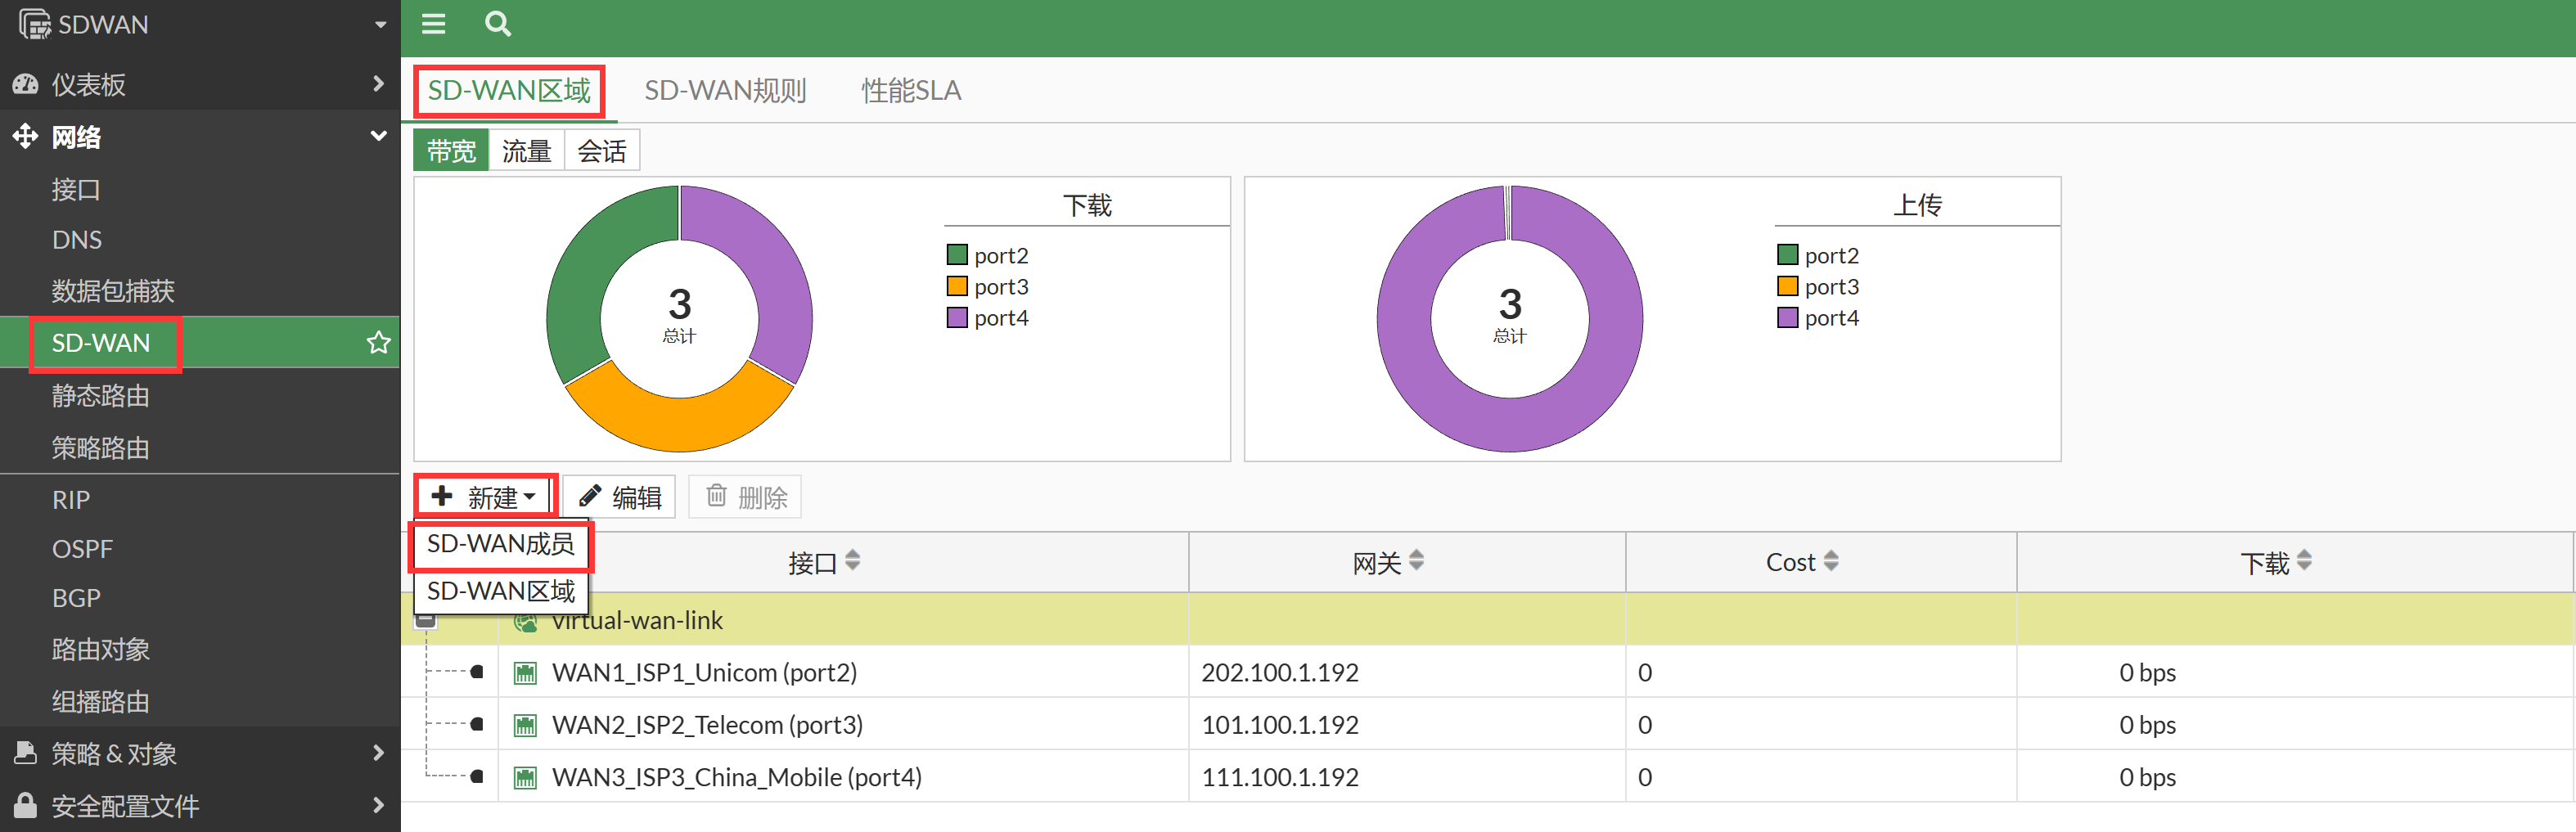 SDWAN
仪表板
网络
接口
DNS
数据包捕获
SD-WAN
静态路由
策略路由
RIP
OSPF
BGP
路由对象
组播路由
策略 & 对象
安全配置文件
SD-WAN区域 SD-WAN规则 性能SLA
带宽 流量 会话
3
总计
下载
port2
port3
port4
3
总计
上传
port2
port3
port4
新建 编辑 删除
SD-WAN成员
SD-WAN区域
接口 网关 Cost 下载
virtual-wan-link
WAN1_ISP1_Unicom (port2) 202.100.1.192 0 0 bps
WAN2_ISP2_Telecom (port3) 101.100.1.192 0 0 bps
WAN3_ISP3_China_Mobile (port4) 111.100.1.192 0 0 bps